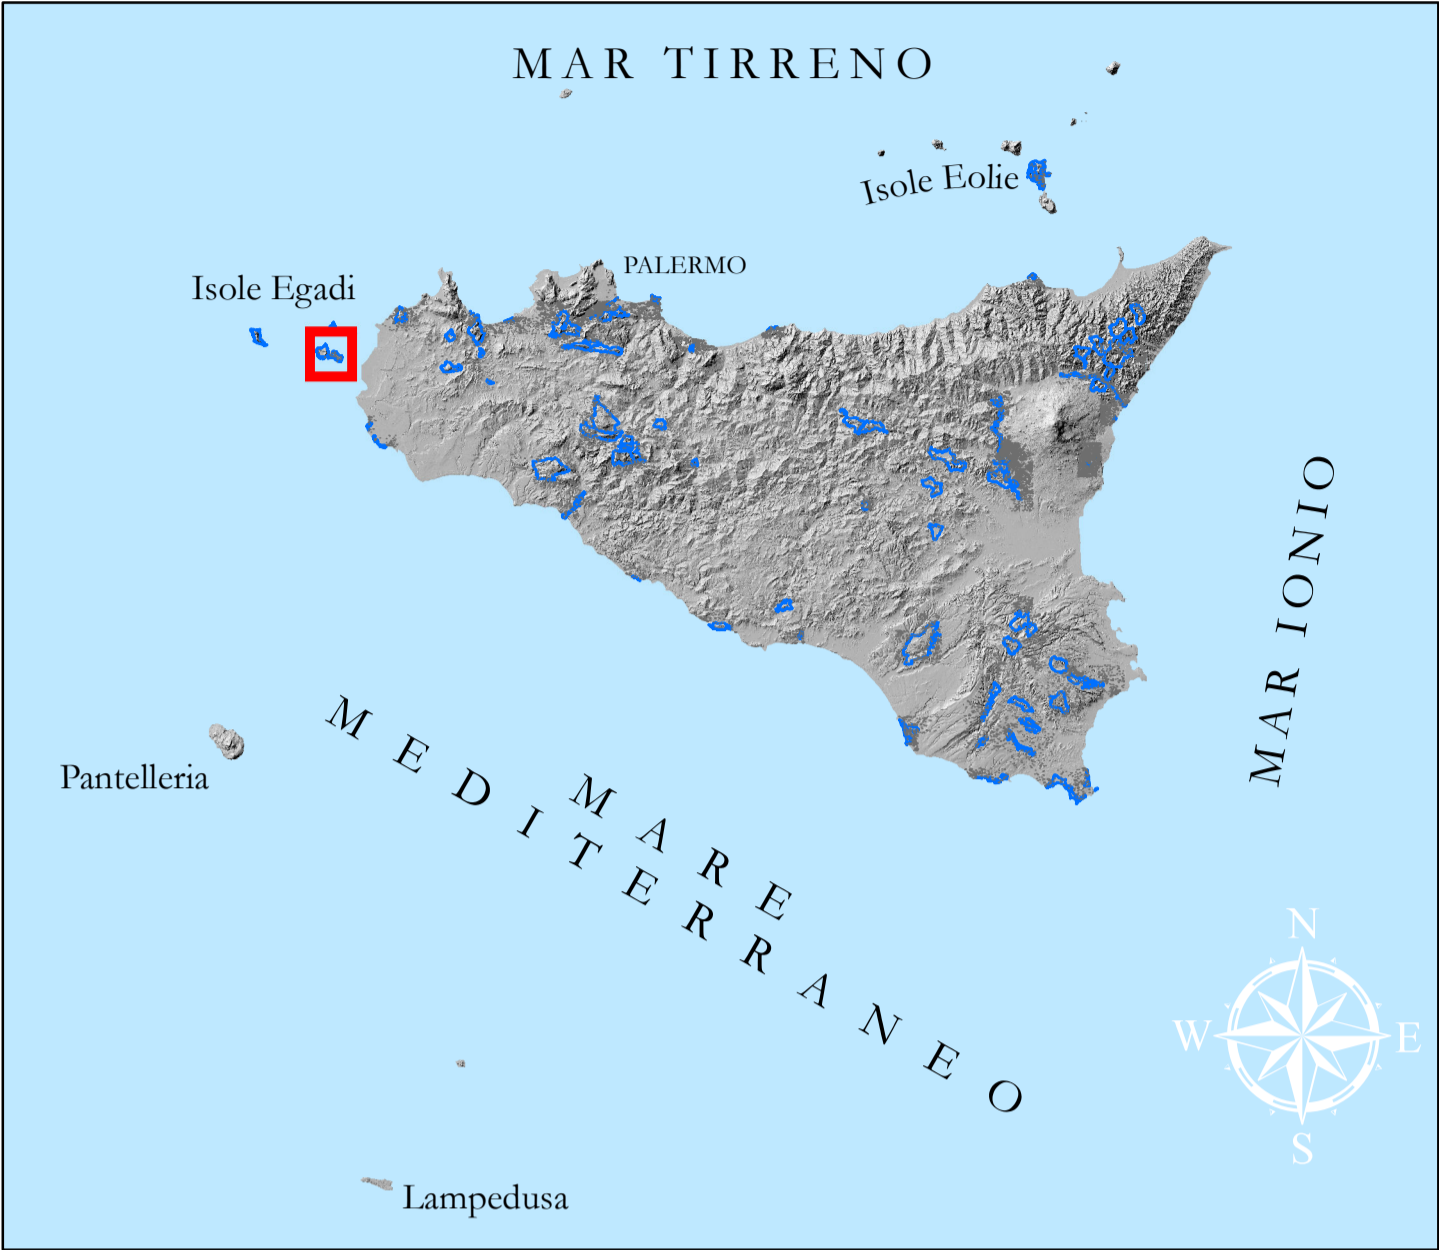 MAR TIRRENO
Isole Eolie
PALERMO
Isole Egadi
MAR IONIO
Pantelleria
MARE
MEDITERRANEO
N
W
E
S
Lampedusa